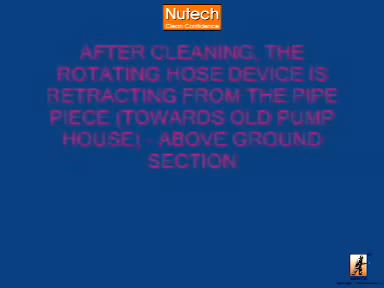 Nutech
Clean Confidence
AFTER CLEANING, THE
ROTATING HOSE DEVICE IS
RETRACTING FROM THE PIPE
PIECE (TOWARDS OLD PUMP
HOUSE) - ABOVE GROUND
SECTION